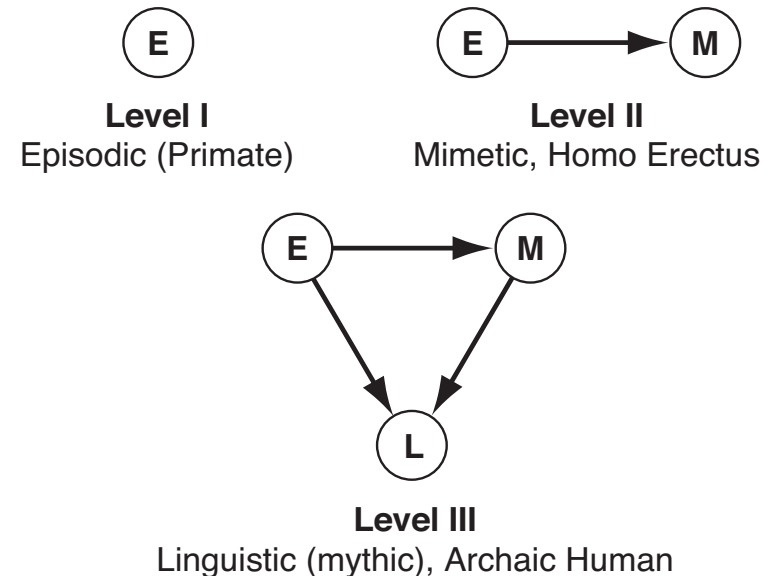 E
E M
Level I
Level II
Episodic (Primate)
Mimetic, Homo Erectus
E M
L
Level III
Linguistic (mythic), Archaic Human